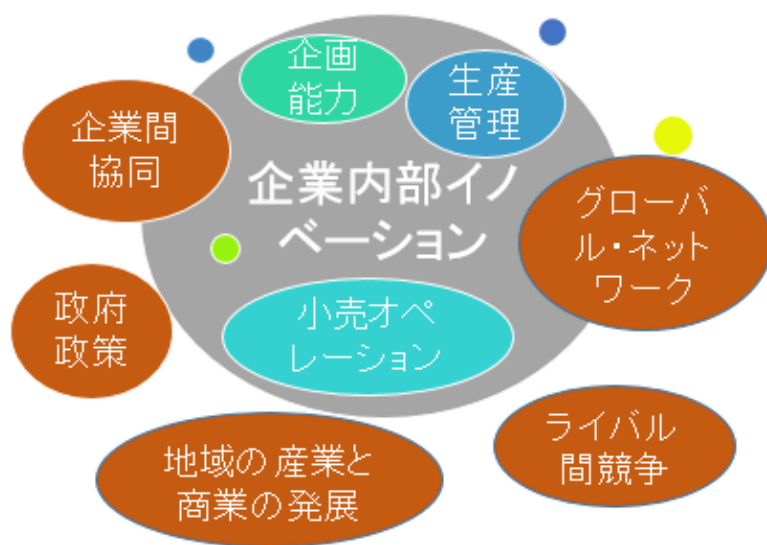 企画
能力
生産
管理
企業間
協同
企業内部イノ
ベーション
グローバ
ル・ネット
ワーク
政府
政策
小売オペ
レーション
ライバル
間競争
地域の産業と
商業の発展